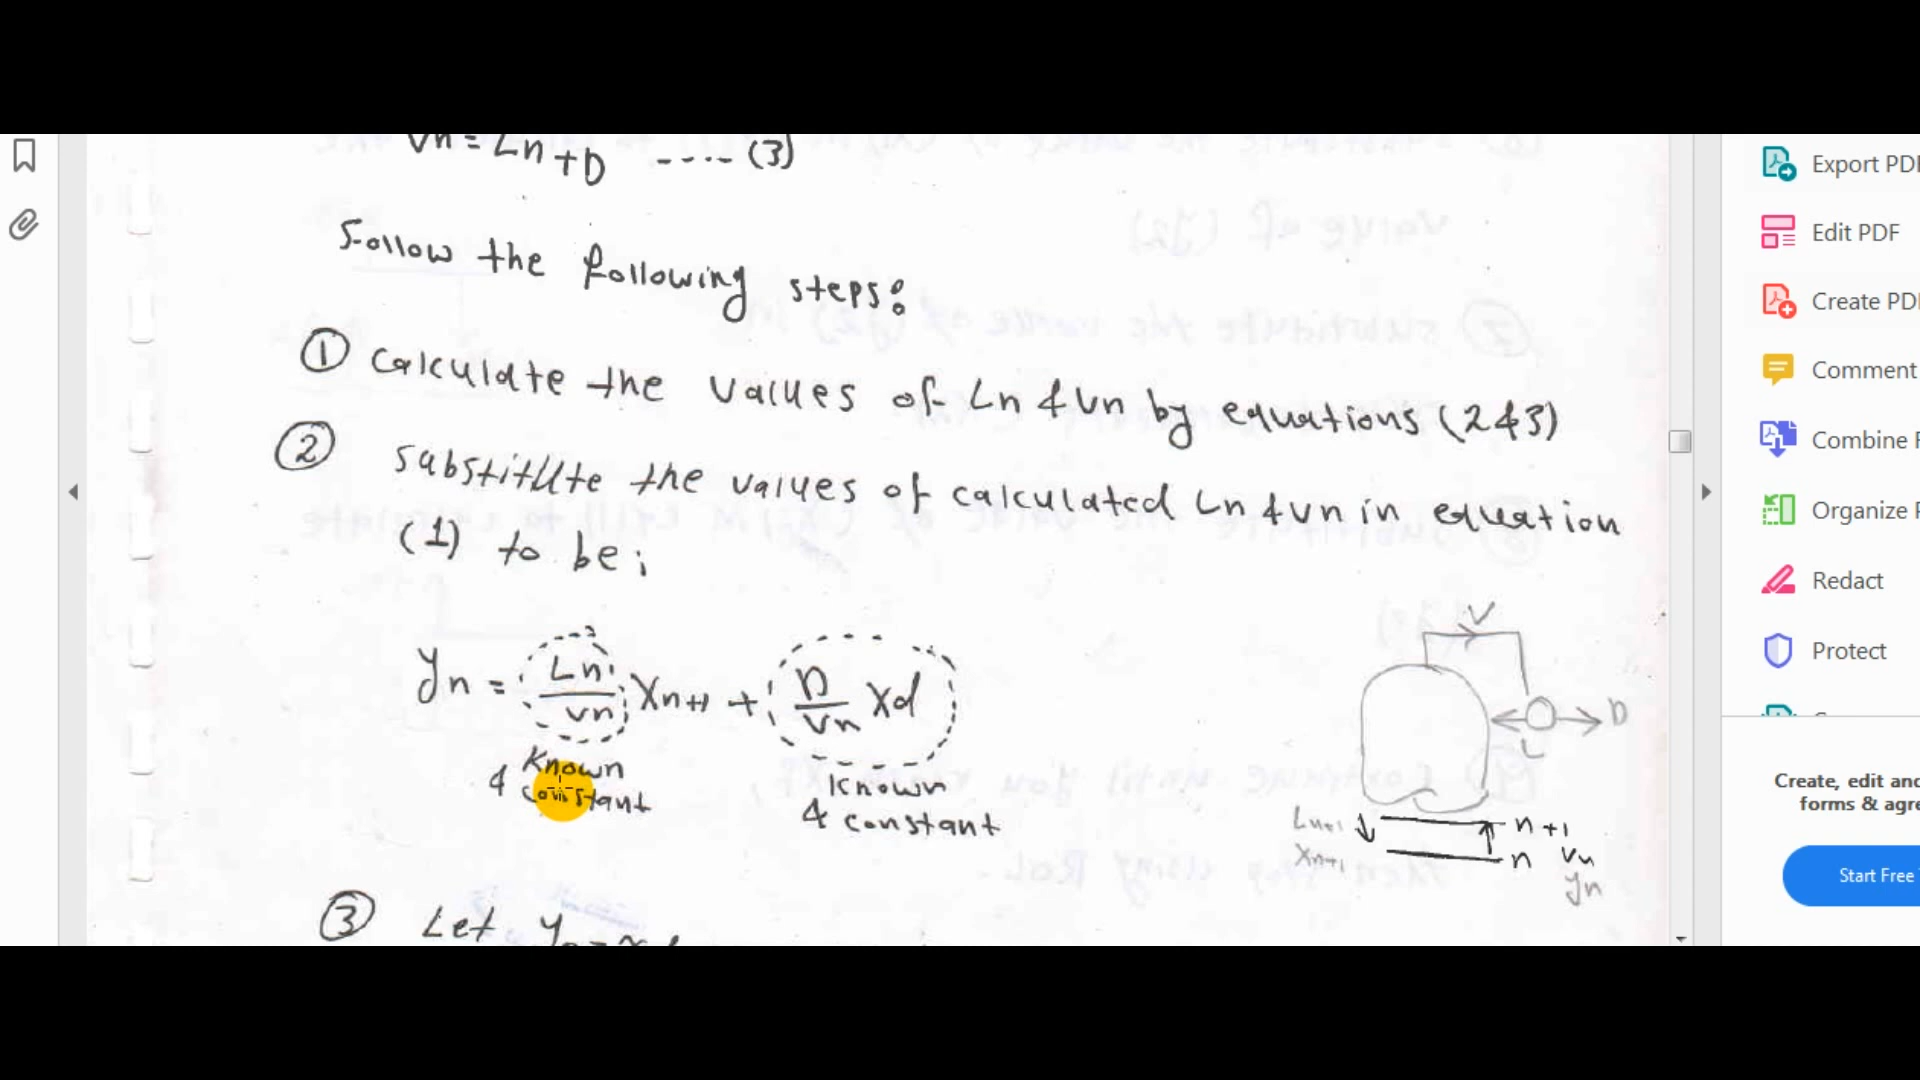 Vn = Ln + D ---- (3)
Follow the following steps:
① Calculate the values of Ln & Vn by equations (2 & 3)
② substitute the values of calculated Ln & Vn in equation
(1) to be;
yn = Ln/Vn Xn+1 + D/Vn Xd
Known
& constant
Known
& constant
③ Let
V
D
L
Ln+1
Xn+1
n+1
n
Vn
yn
Export PDF
Edit PDF
Create PDF
Comment
Combine F
Organize P
Redact
Protect
Create, edit and
forms & agre
Start Free